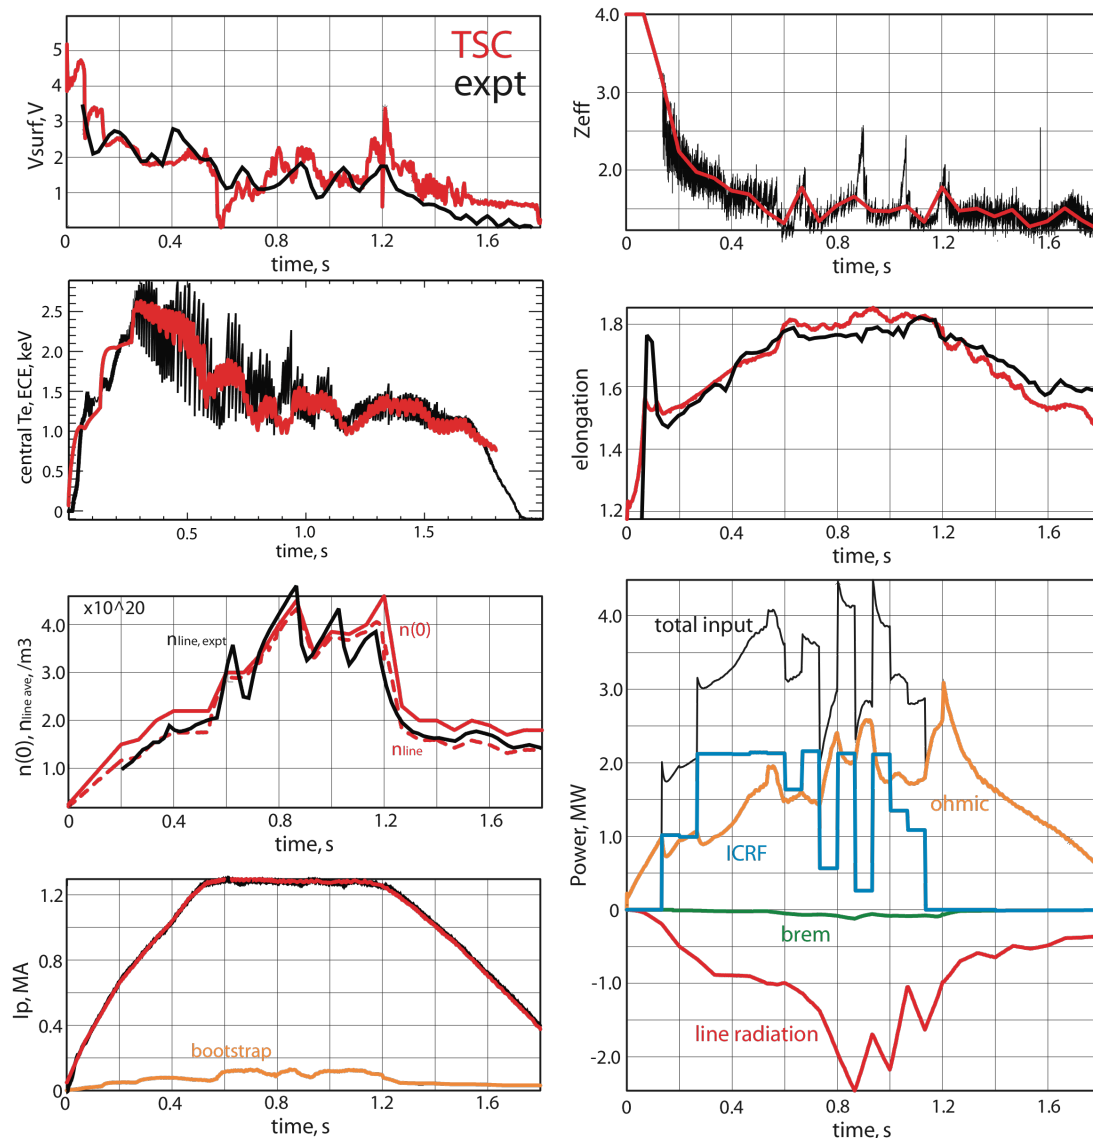 TSC
expt
Vsurf, V
5
4
3
2
1
0
0.4
0.8
1.2
1.6
time, s
Zeff
4.0
3.0
2.0
0
0.4
0.8
1.2
1.6
time, s
central Te, ECE, keV
2.5
2.0
1.5
1.0
0.5
0
0.5
1.0
1.5
time, s
elongation
1.8
1.6
1.4
1.2
0
0.4
0.8
1.2
1.6
time, s
n(0), nline ave, /m3
x10^20
nline, expt
n(0)
nline
4.0
3.0
2.0
1.0
0
0.4
0.8
1.2
1.6
time, s
Power, MW
total input
ohmic
ICRF
brem
line radiation
4.0
3.0
2.0
1.0
0
-1.0
-2.0
0
0.4
0.8
1.2
1.6
time, s
Ip, MA
bootstrap
1.2
0.8
0.4
0
0
0.4
0.8
1.2
1.6
time, s